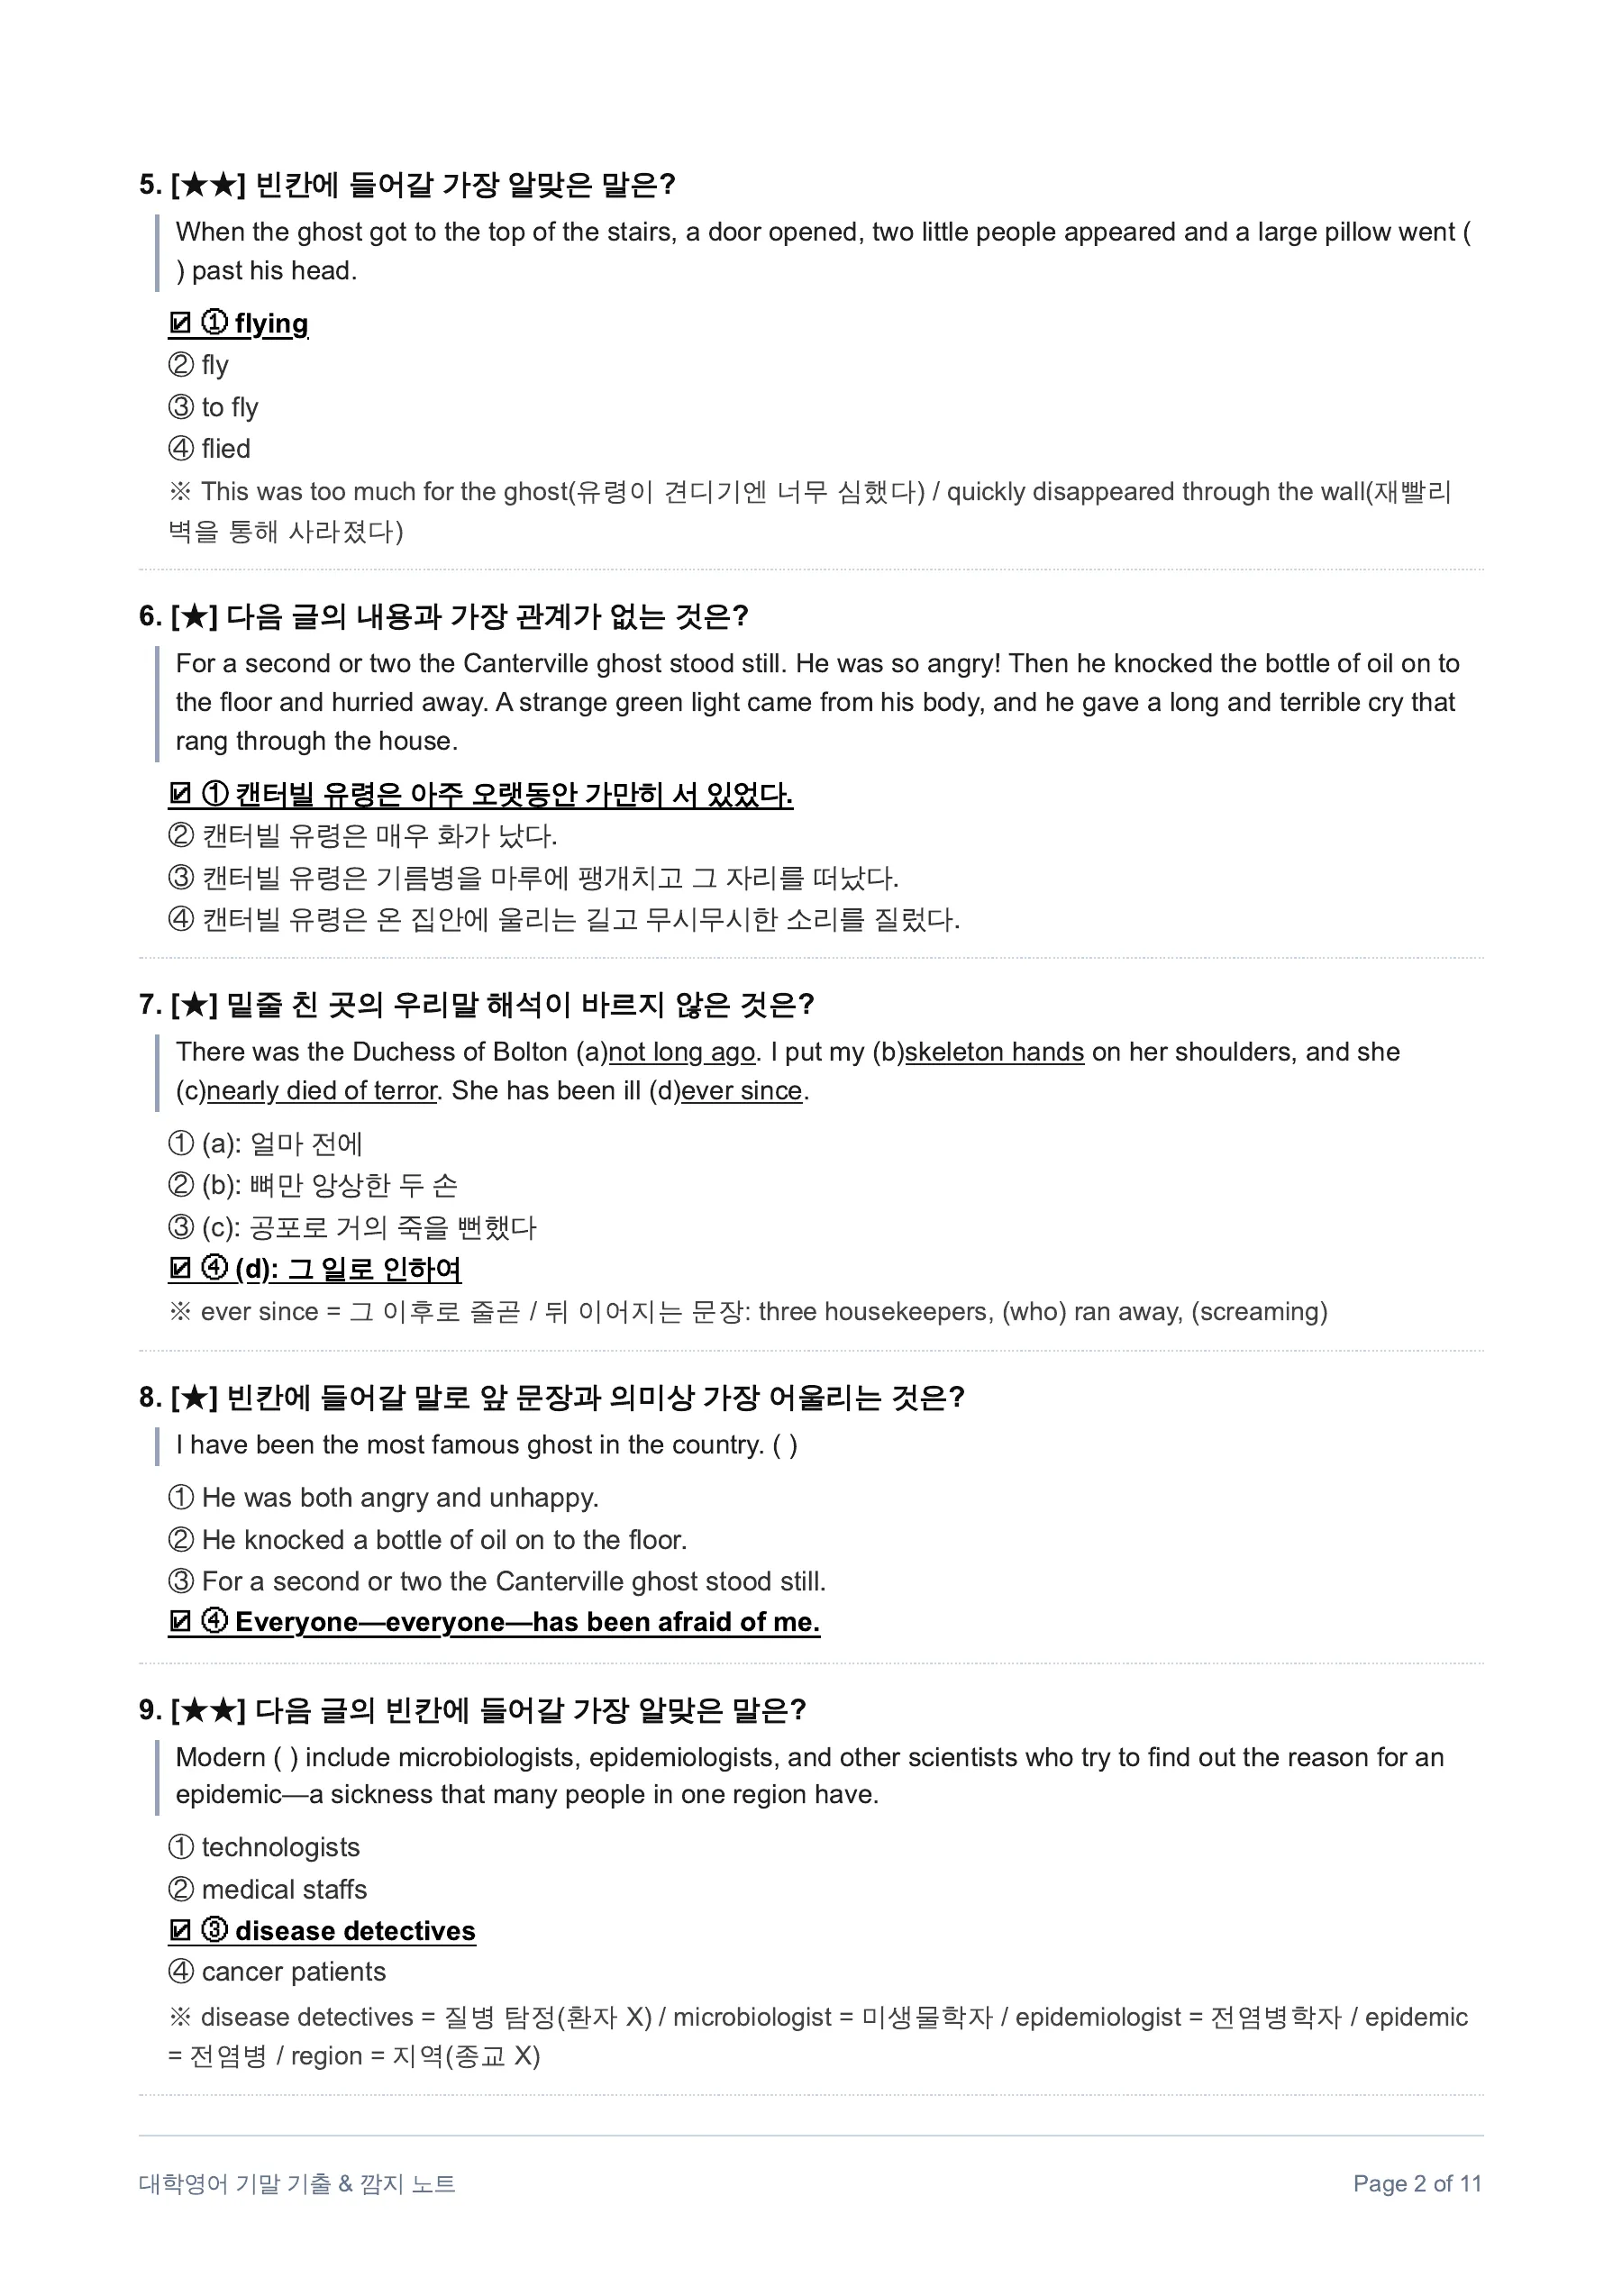 5. [★★] 빈칸에 들어갈 가장 알맞은 말은?
When the ghost got to the top of the stairs, a door opened, two little people appeared and a large pillow went (
) past his head.
☑ ① flying
② fly
③ to fly
④ flied
※ This was too much for the ghost(유령이 견디기엔 너무 심했다) / quickly disappeared through the wall(재빨리
벽을 통해 사라졌다)
6. [★] 다음 글의 내용과 가장 관계가 없는 것은?
For a second or two the Canterville ghost stood still. He was so angry! Then he knocked the bottle of oil on to
the floor and hurried away. A strange green light came from his body, and he gave a long and terrible cry that
rang through the house.
☑ ① 캔터빌 유령은 아주 오랫동안 가만히 서 있었다.
② 캔터빌 유령은 매우 화가 났다.
③ 캔터빌 유령은 기름병을 마루에 팽개치고 그 자리를 떠났다.
④ 캔터빌 유령은 온 집안에 울리는 길고 무시무시한 소리를 질렀다.
7. [★] 밑줄 친 곳의 우리말 해석이 바르지 않은 것은?
There was the Duchess of Bolton (a)not long ago. I put my (b)skeleton hands on her shoulders, and she
(c)nearly died of terror. She has been ill (d)ever since.
① (a): 얼마 전에
② (b): 뼈만 앙상한 두 손
③ (c): 공포로 거의 죽을 뻔했다
☑ ④ (d): 그 일로 인하여
※ ever since = 그 이후로 줄곧 / 뒤 이어지는 문장: three housekeepers, (who) ran away, (screaming)
8. [★] 빈칸에 들어갈 말로 앞 문장과 의미상 가장 어울리는 것은?
I have been the most famous ghost in the country. ( )
① He was both angry and unhappy.
② He knocked a bottle of oil on to the floor.
③ For a second or two the Canterville ghost stood still.
☑ ④ Everyone—everyone—has been afraid of me.
9. [★★] 다음 글의 빈칸에 들어갈 가장 알맞은 말은?
Modern ( ) include microbiologists, epidemiologists, and other scientists who try to find out the reason for an
epidemic—a sickness that many people in one region have.
① technologists
② medical staffs
☑ ③ disease detectives
④ cancer patients
※ disease detectives = 질병 탐정(환자 X) / microbiologist = 미생물학자 / epidemiologist = 전염병학자 / epidemic
= 전염병 / region = 지역(종교 X)
대학영어 기말 기출 & 깜지 노트
Page 2 of 11